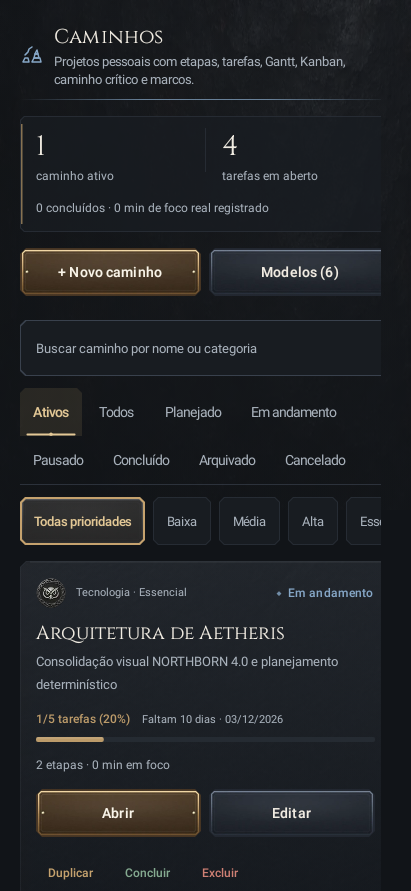 Caminhos
Projetos pessoais com etapas, tarefas, Gantt, Kanban,
caminho crítico e marcos.
1
caminho ativo
4
tarefas em aberto
0 concluídos · 0 min de foco real registrado
+ Novo caminho
Modelos (6)
Buscar caminho por nome ou categoria
Ativos Todos Planejado Em andamento
Pausado Concluído Arquivado Cancelado
Todas prioridades Baixa Média Alta
Tecnologia · Essencial
Em andamento
Arquitetura de Aetheris
Consolidação visual NORTHBORN 4.0 e planejamento
determinístico
1/5 tarefas (20%) Faltam 10 dias · 03/12/2026
2 etapas · 0 min em foco
Abrir Editar
Duplicar Concluir Excluir